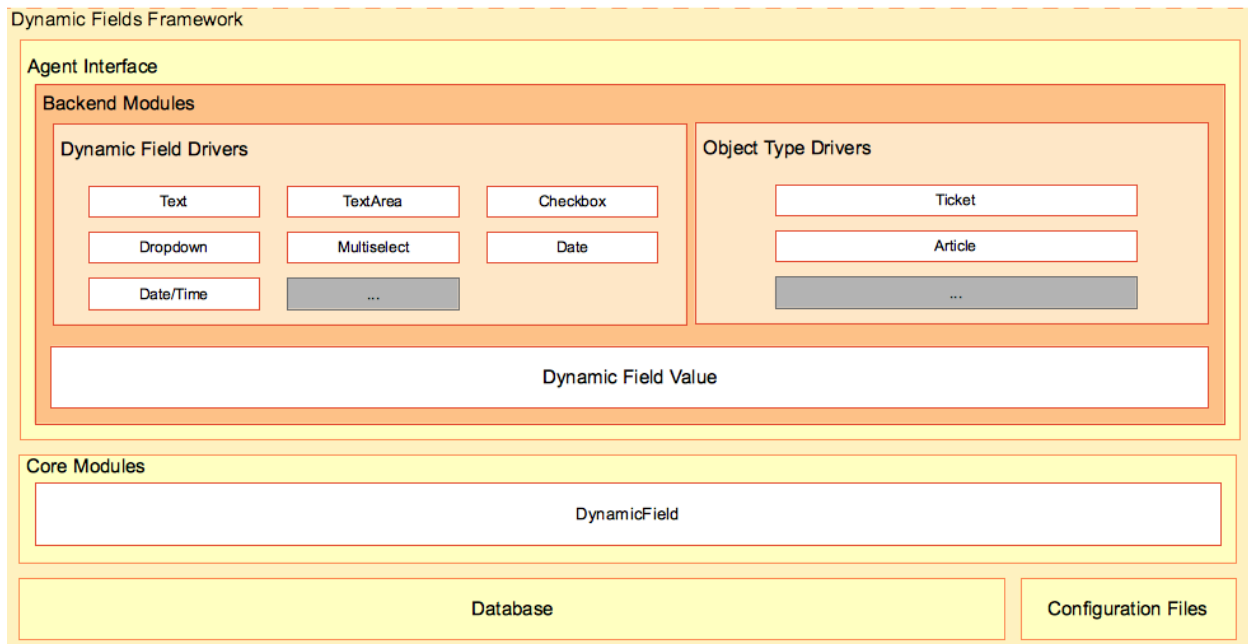 Dynamic Fields Framework
Agent Interface
Backend Modules
Dynamic Field Drivers
Object Type Drivers
Text
TextArea
Checkbox
Ticket
Dropdown
Multiselect
Date
Article
Date/Time
...
...
Dynamic Field Value
Core Modules
DynamicField
Database
Configuration Files